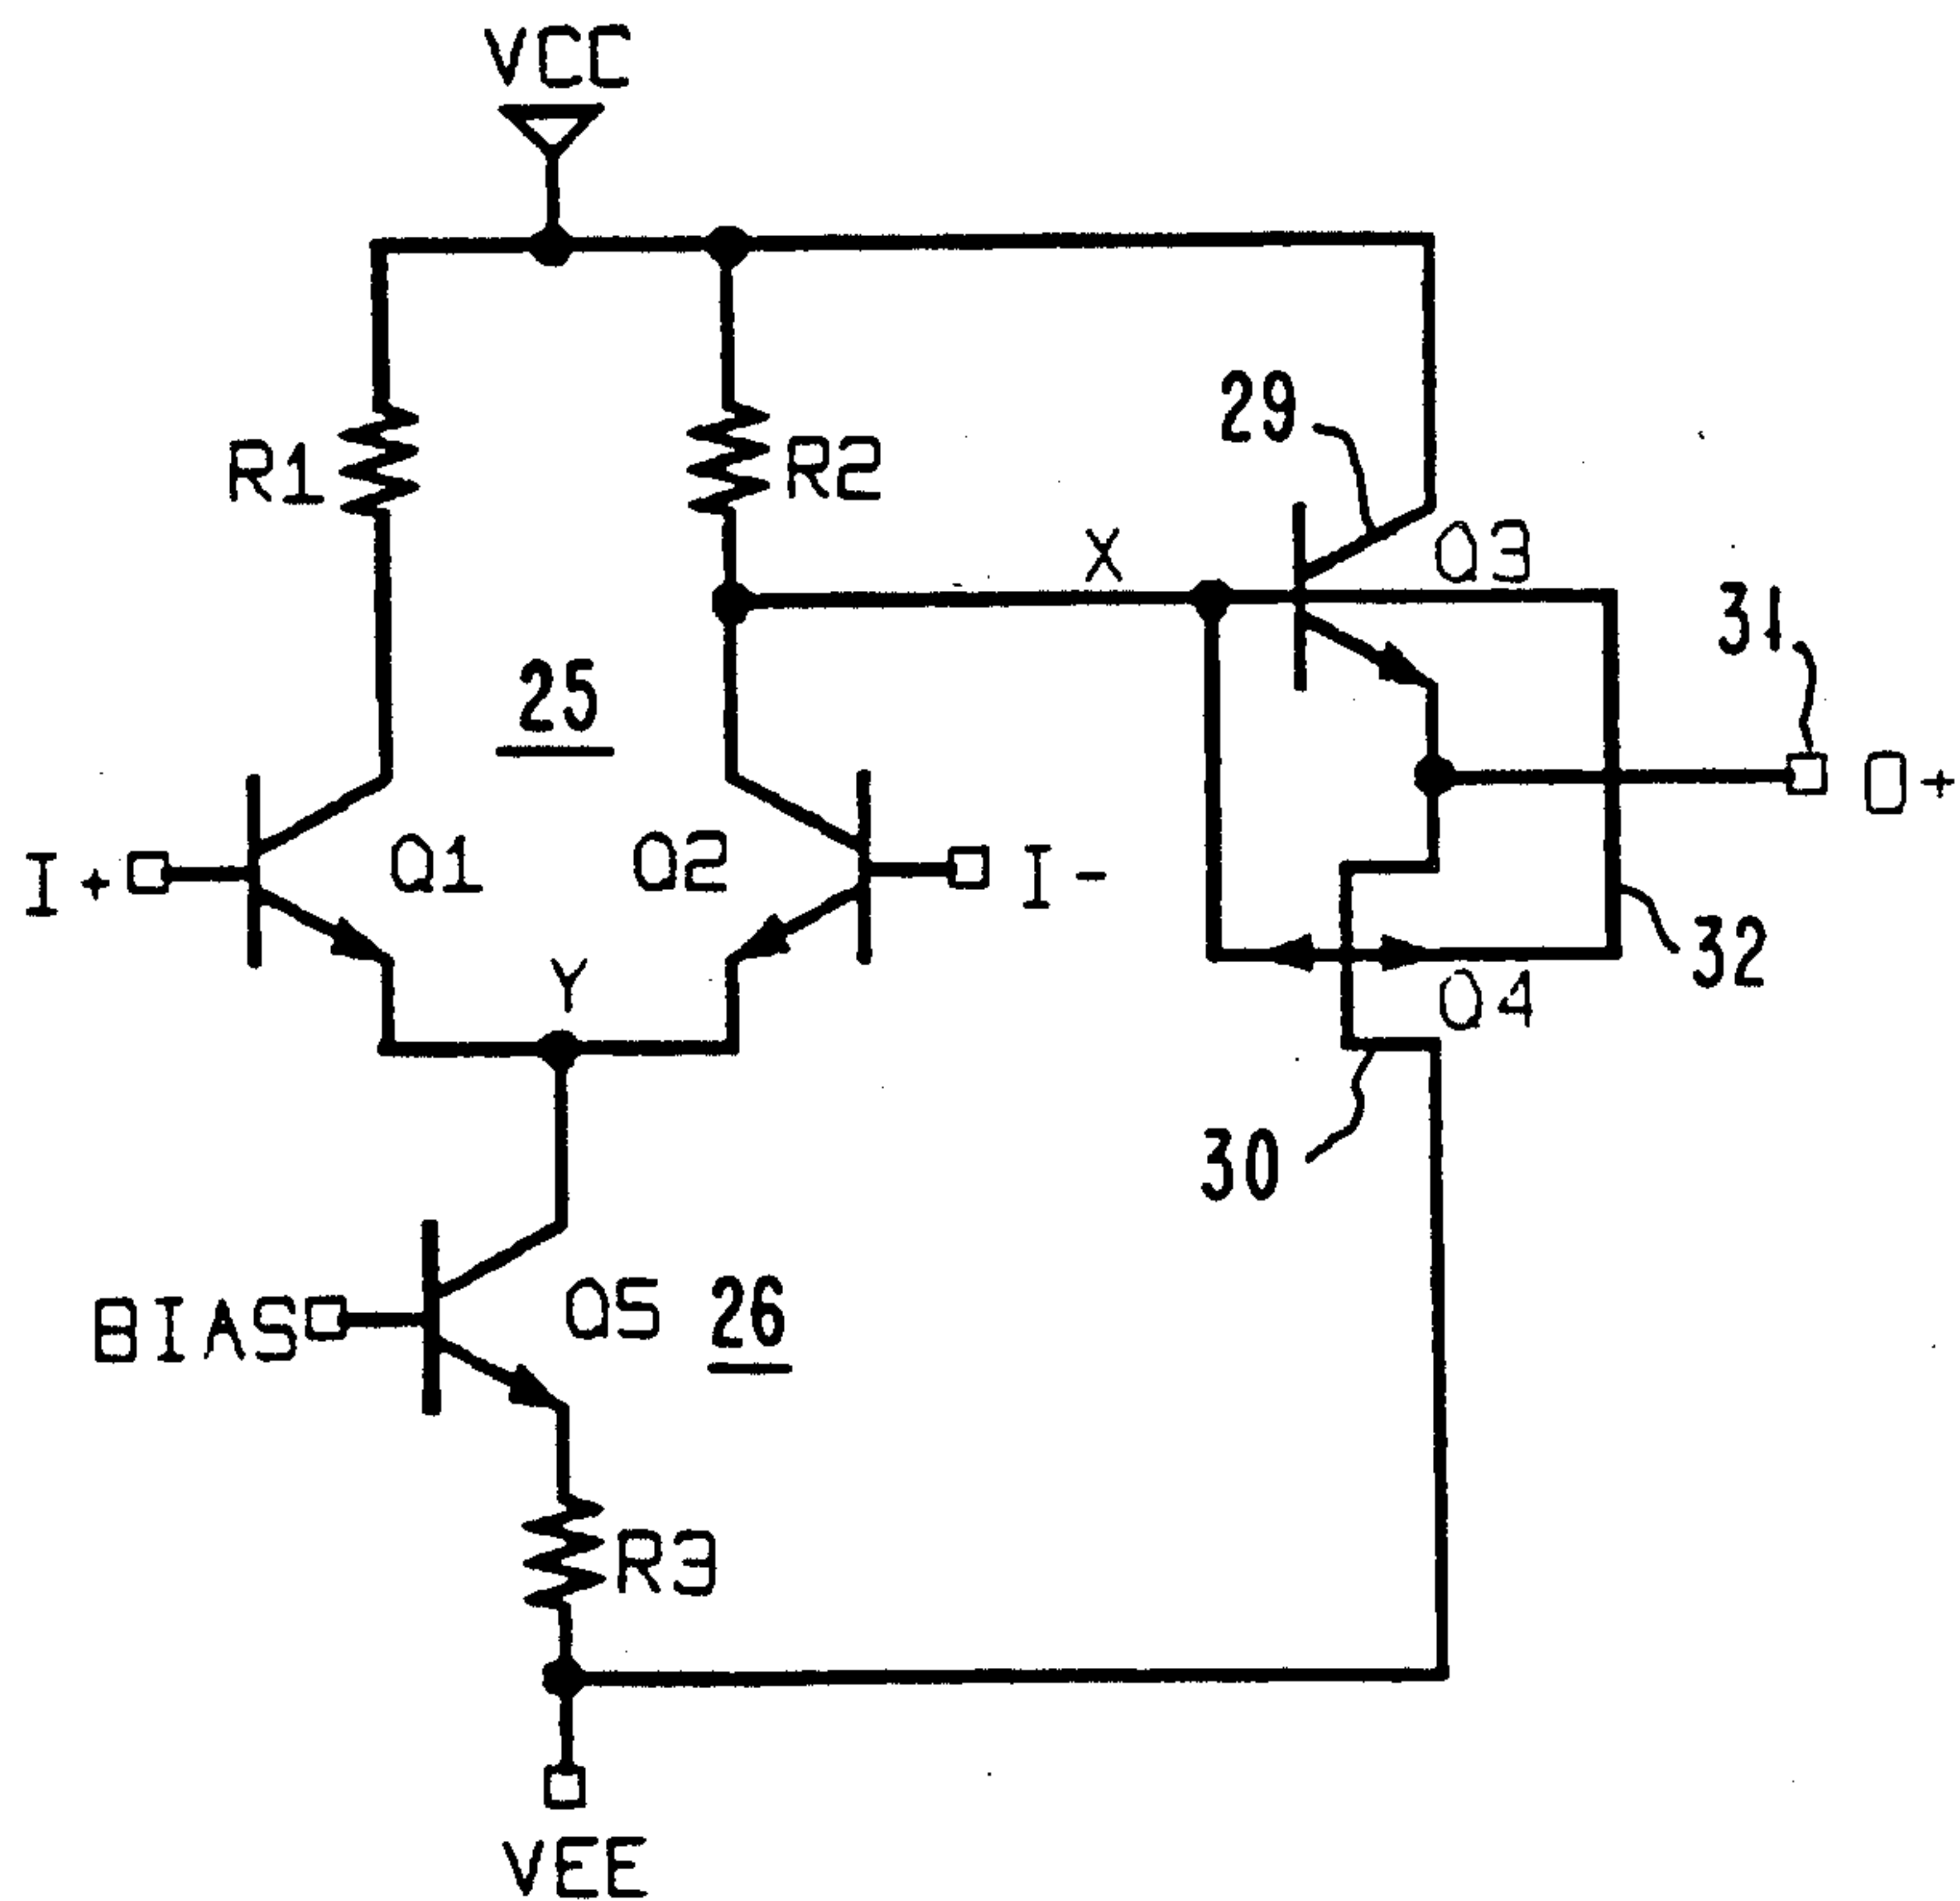 VCC
R1
R2
29
X
Q3
31
25
O+
I+
Q1
Q2
I-
32
Y
Q4
30
BIAS
Q5
26
R3
VEE